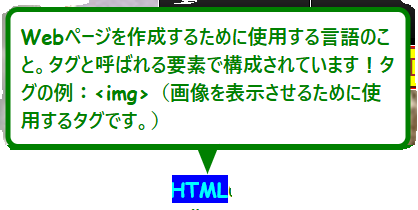 Webページを作成するために使用する言語のこ
と。タグと呼ばれる要素で構成されています！タ
グの例：<img>（画像を表示させるために使
用するタグです。）
HTML